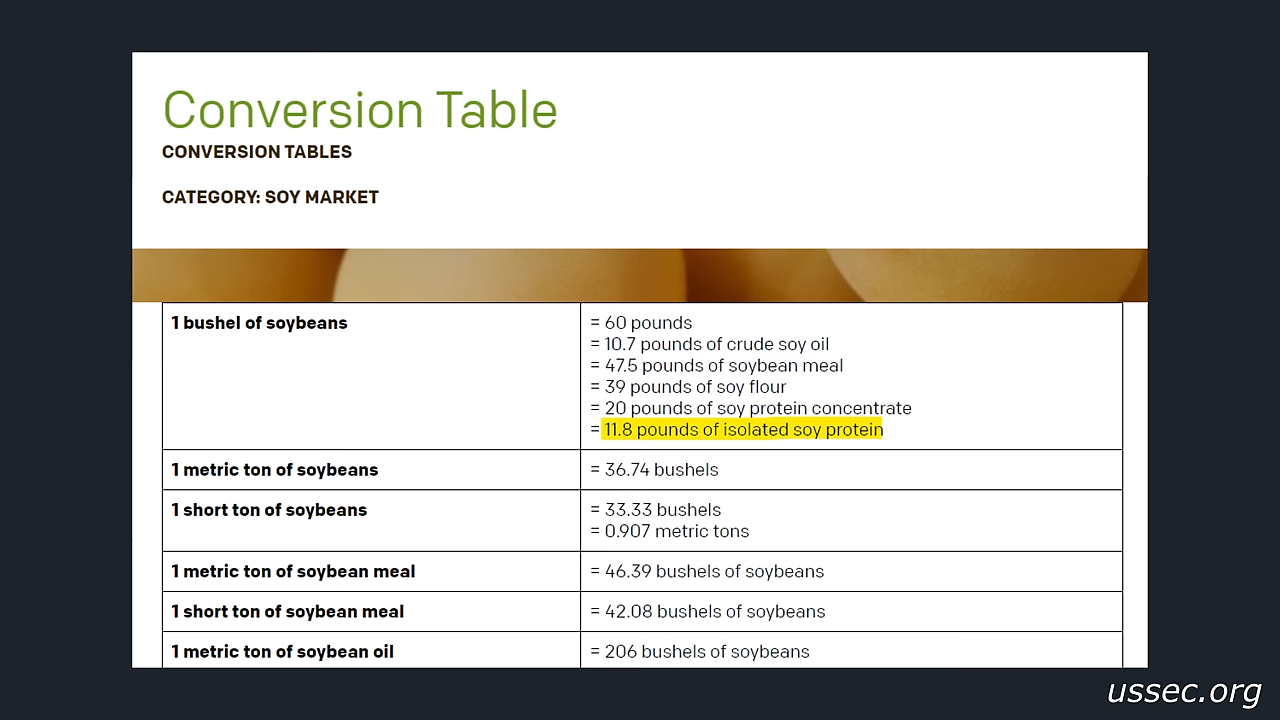 Conversion Table
CONVERSION TABLES
CATEGORY: SOY MARKET
1 bushel of soybeans
= 60 pounds
= 10.7 pounds of crude soy oil
= 47.5 pounds of soybean meal
= 39 pounds of soy flour
= 20 pounds of soy protein concentrate
= 11.8 pounds of isolated soy protein
1 metric ton of soybeans
= 36.74 bushels
1 short ton of soybeans
= 33.33 bushels
= 0.907 metric tons
1 metric ton of soybean meal
= 46.39 bushels of soybeans
1 short ton of soybean meal
= 42.08 bushels of soybeans
1 metric ton of soybean oil
= 206 bushels of soybeans
ussec.org